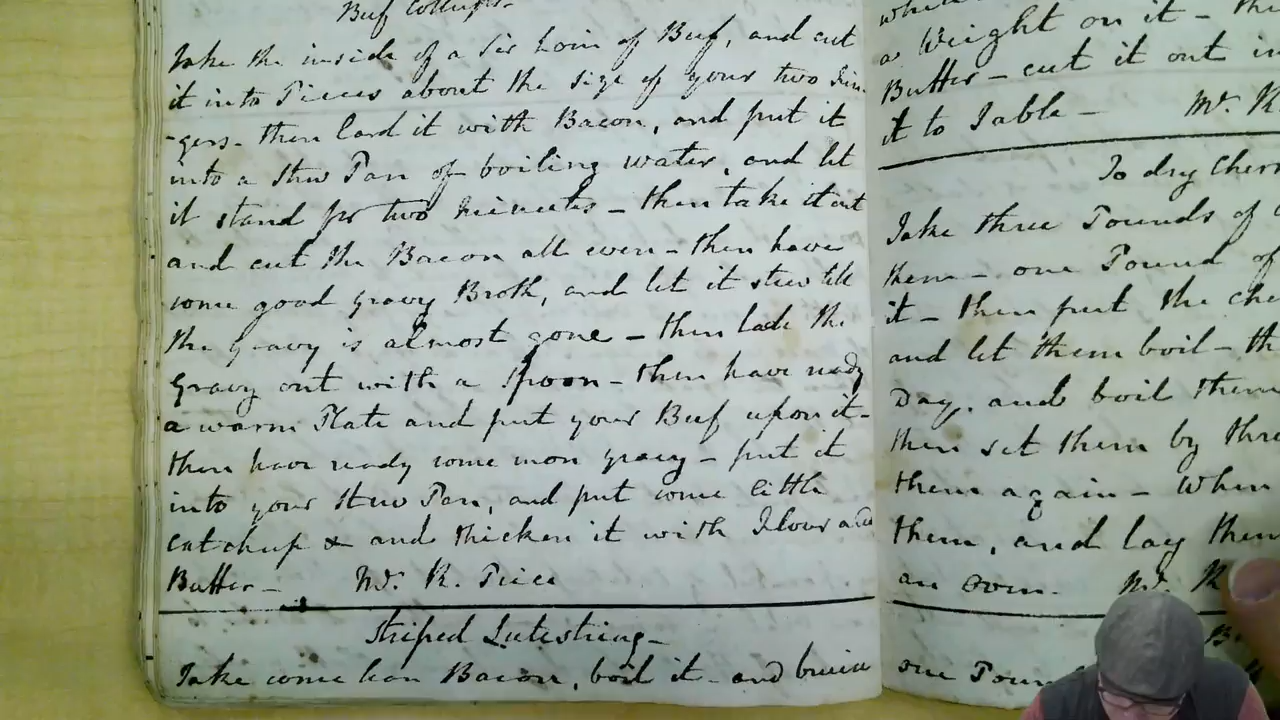 Beef Collups-
Take the inside of a Sir Loin of Beef, and cut
it into Pieces about the size of your two Fin-
-gers- then Lard it with Bacon, and put it
into a Stew Pan of boiling water, and let
it stand for two Minutes - then take it out
and cut the Bacon all even - then have
some good gravy Broth, and let it stew till
the gravy is almost gone - then lade the
Gravy out with a Spoon - then have ready
a warm Plate and put your Beef upon it-
then have ready some more gravy - put it
into your Stew Pan, and put some little
catchup & and thicken it with Flour and
Butter - Mr. R. Price
Striped Lutestring-
Take some lean Bacon, boil it - and bruise
when
a Weight on it - the
Butter - cut it out in
it to Table - Mr. R
To dry Cherr
Take three Pounds of C
them - one Pound of
it - then put the che
and let them boil - th
Day, and boil them
then set them by thre
them again - When
them, and lay them
an oven. Mr. R
one Poun